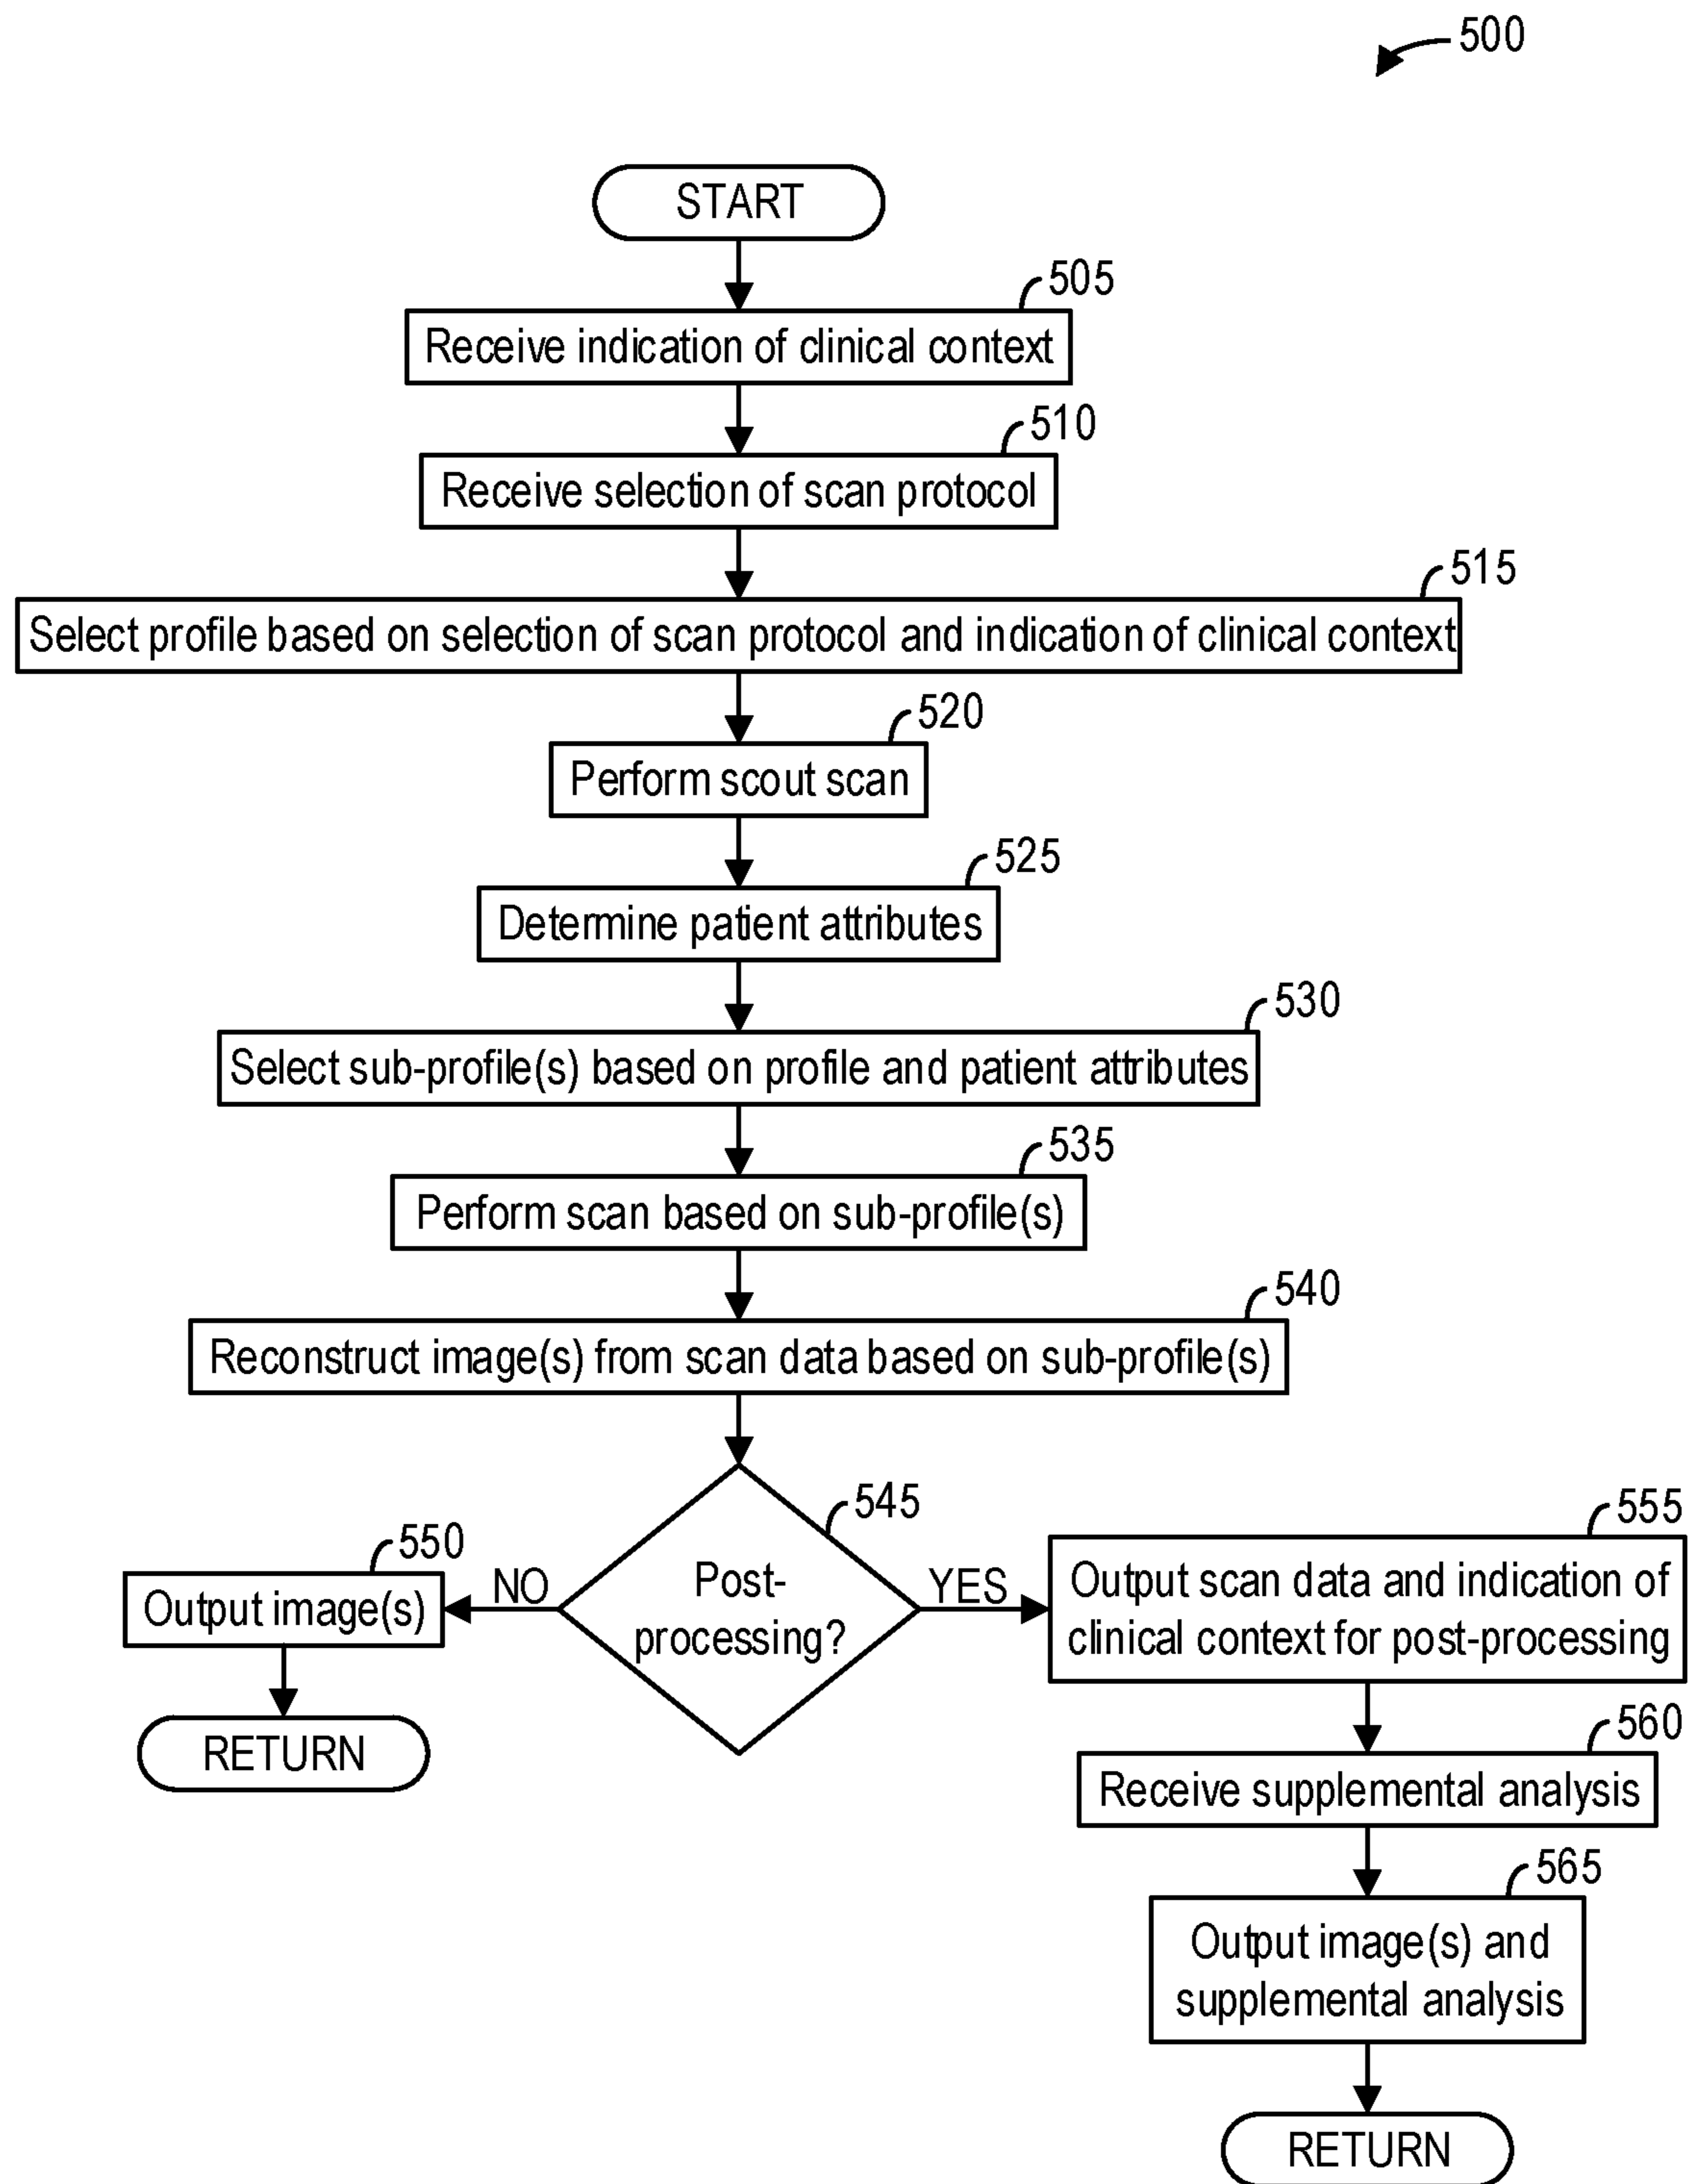 500
START
505
Receive indication of clinical context
510
Receive selection of scan protocol
515
Select profile based on selection of scan protocol and indication of clinical context
520
Perform scout scan
525
Determine patient attributes
530
Select sub-profile(s) based on profile and patient attributes
535
Perform scan based on sub-profile(s)
540
Reconstruct image(s) from scan data based on sub-profile(s)
545
Post-
processing?
NO
550
Output image(s)
RETURN
YES
555
Output scan data and indication of
clinical context for post-processing
560
Receive supplemental analysis
565
Output image(s) and
supplemental analysis
RETURN